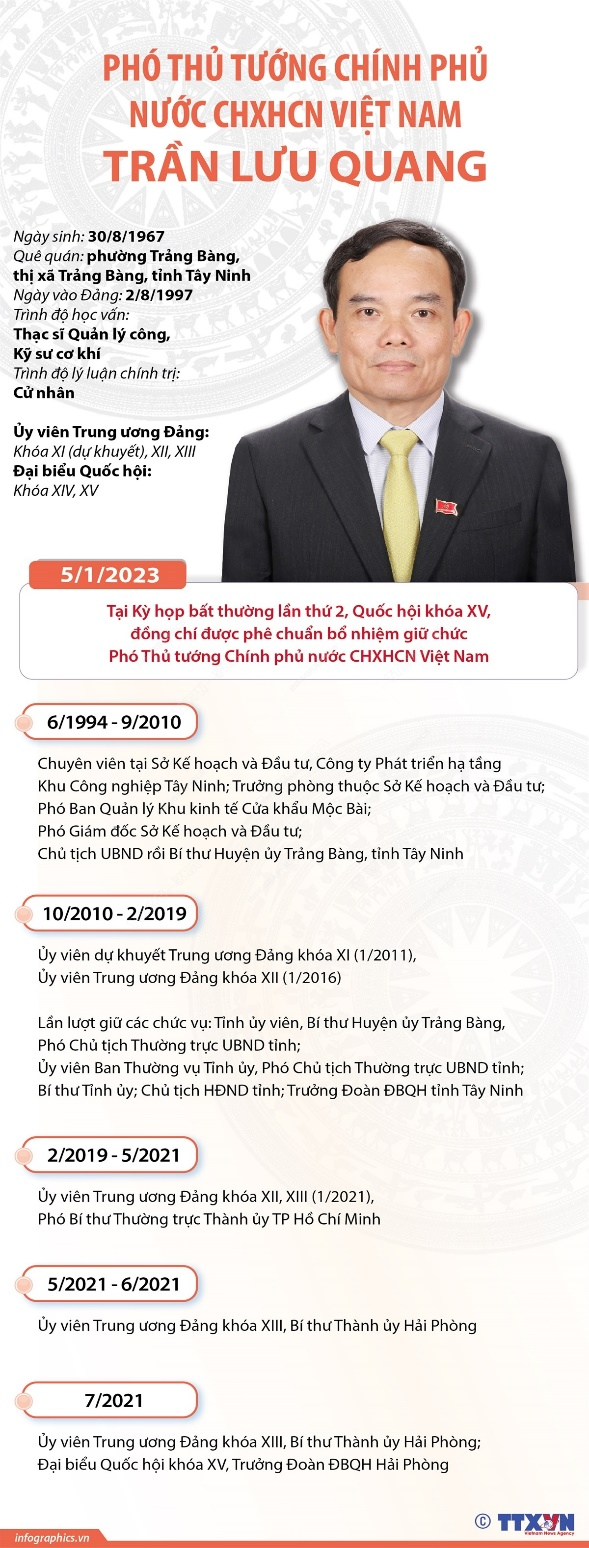 PHÓ THỦ TƯỚNG CHÍNH PHỦ
NƯỚC CHXHCN VIỆT NAM
TRẦN LƯU QUANG
Ngày sinh: 30/8/1967
Quê quán: phường Trảng Bàng,
thị xã Trảng Bàng, tỉnh Tây Ninh
Ngày vào Đảng: 2/8/1997
Trình độ học vấn:
Thạc sĩ Quản lý công,
Kỹ sư cơ khí
Trình độ lý luận chính trị:
Cử nhân
Ủy viên Trung ương Đảng:
Khóa XI (dự khuyết), XII, XIII
Đại biểu Quốc hội:
Khóa XIV, XV
5/1/2023
Tại Kỳ họp bất thường lần thứ 2, Quốc hội khóa XV,
đồng chí được phê chuẩn bổ nhiệm giữ chức
Phó Thủ tướng Chính phủ nước CHXHCN Việt Nam
6/1994 - 9/2010
Chuyên viên tại Sở Kế hoạch và Đầu tư, Công ty Phát triển hạ tầng
Khu Công nghiệp Tây Ninh; Trưởng phòng thuộc Sở Kế hoạch và Đầu tư;
Phó Ban Quản lý Khu kinh tế Cửa khẩu Mộc Bài;
Phó Giám đốc Sở Kế hoạch và Đầu tư;
Chủ tịch UBND rồi Bí thư Huyện ủy Trảng Bàng, tỉnh Tây Ninh
10/2010 - 2/2019
Ủy viên dự khuyết Trung ương Đảng khóa XI (1/2011),
Ủy viên Trung ương Đảng khóa XII (1/2016)
Lần lượt giữ các chức vụ: Tỉnh ủy viên, Bí thư Huyện ủy Trảng Bàng,
Phó Chủ tịch Thường trực UBND tỉnh;
Ủy viên Ban Thường vụ Tỉnh ủy, Phó Chủ tịch Thường trực UBND tỉnh;
Bí thư Tỉnh ủy; Chủ tịch HĐND tỉnh; Trưởng Đoàn ĐBQH tỉnh Tây Ninh
2/2019 - 5/2021
Ủy viên Trung ương Đảng khóa XII, XIII (1/2021),
Phó Bí thư Thường trực Thành ủy TP Hồ Chí Minh
5/2021 - 6/2021
Ủy viên Trung ương Đảng khóa XIII, Bí thư Thành ủy Hải Phòng
7/2021
Ủy viên Trung ương Đảng khóa XIII, Bí thư Thành ủy Hải Phòng;
Đại biểu Quốc hội khóa XV, Trưởng Đoàn ĐBQH Hải Phòng
© TTXVN
Vietnam News Agency
infographics.vn